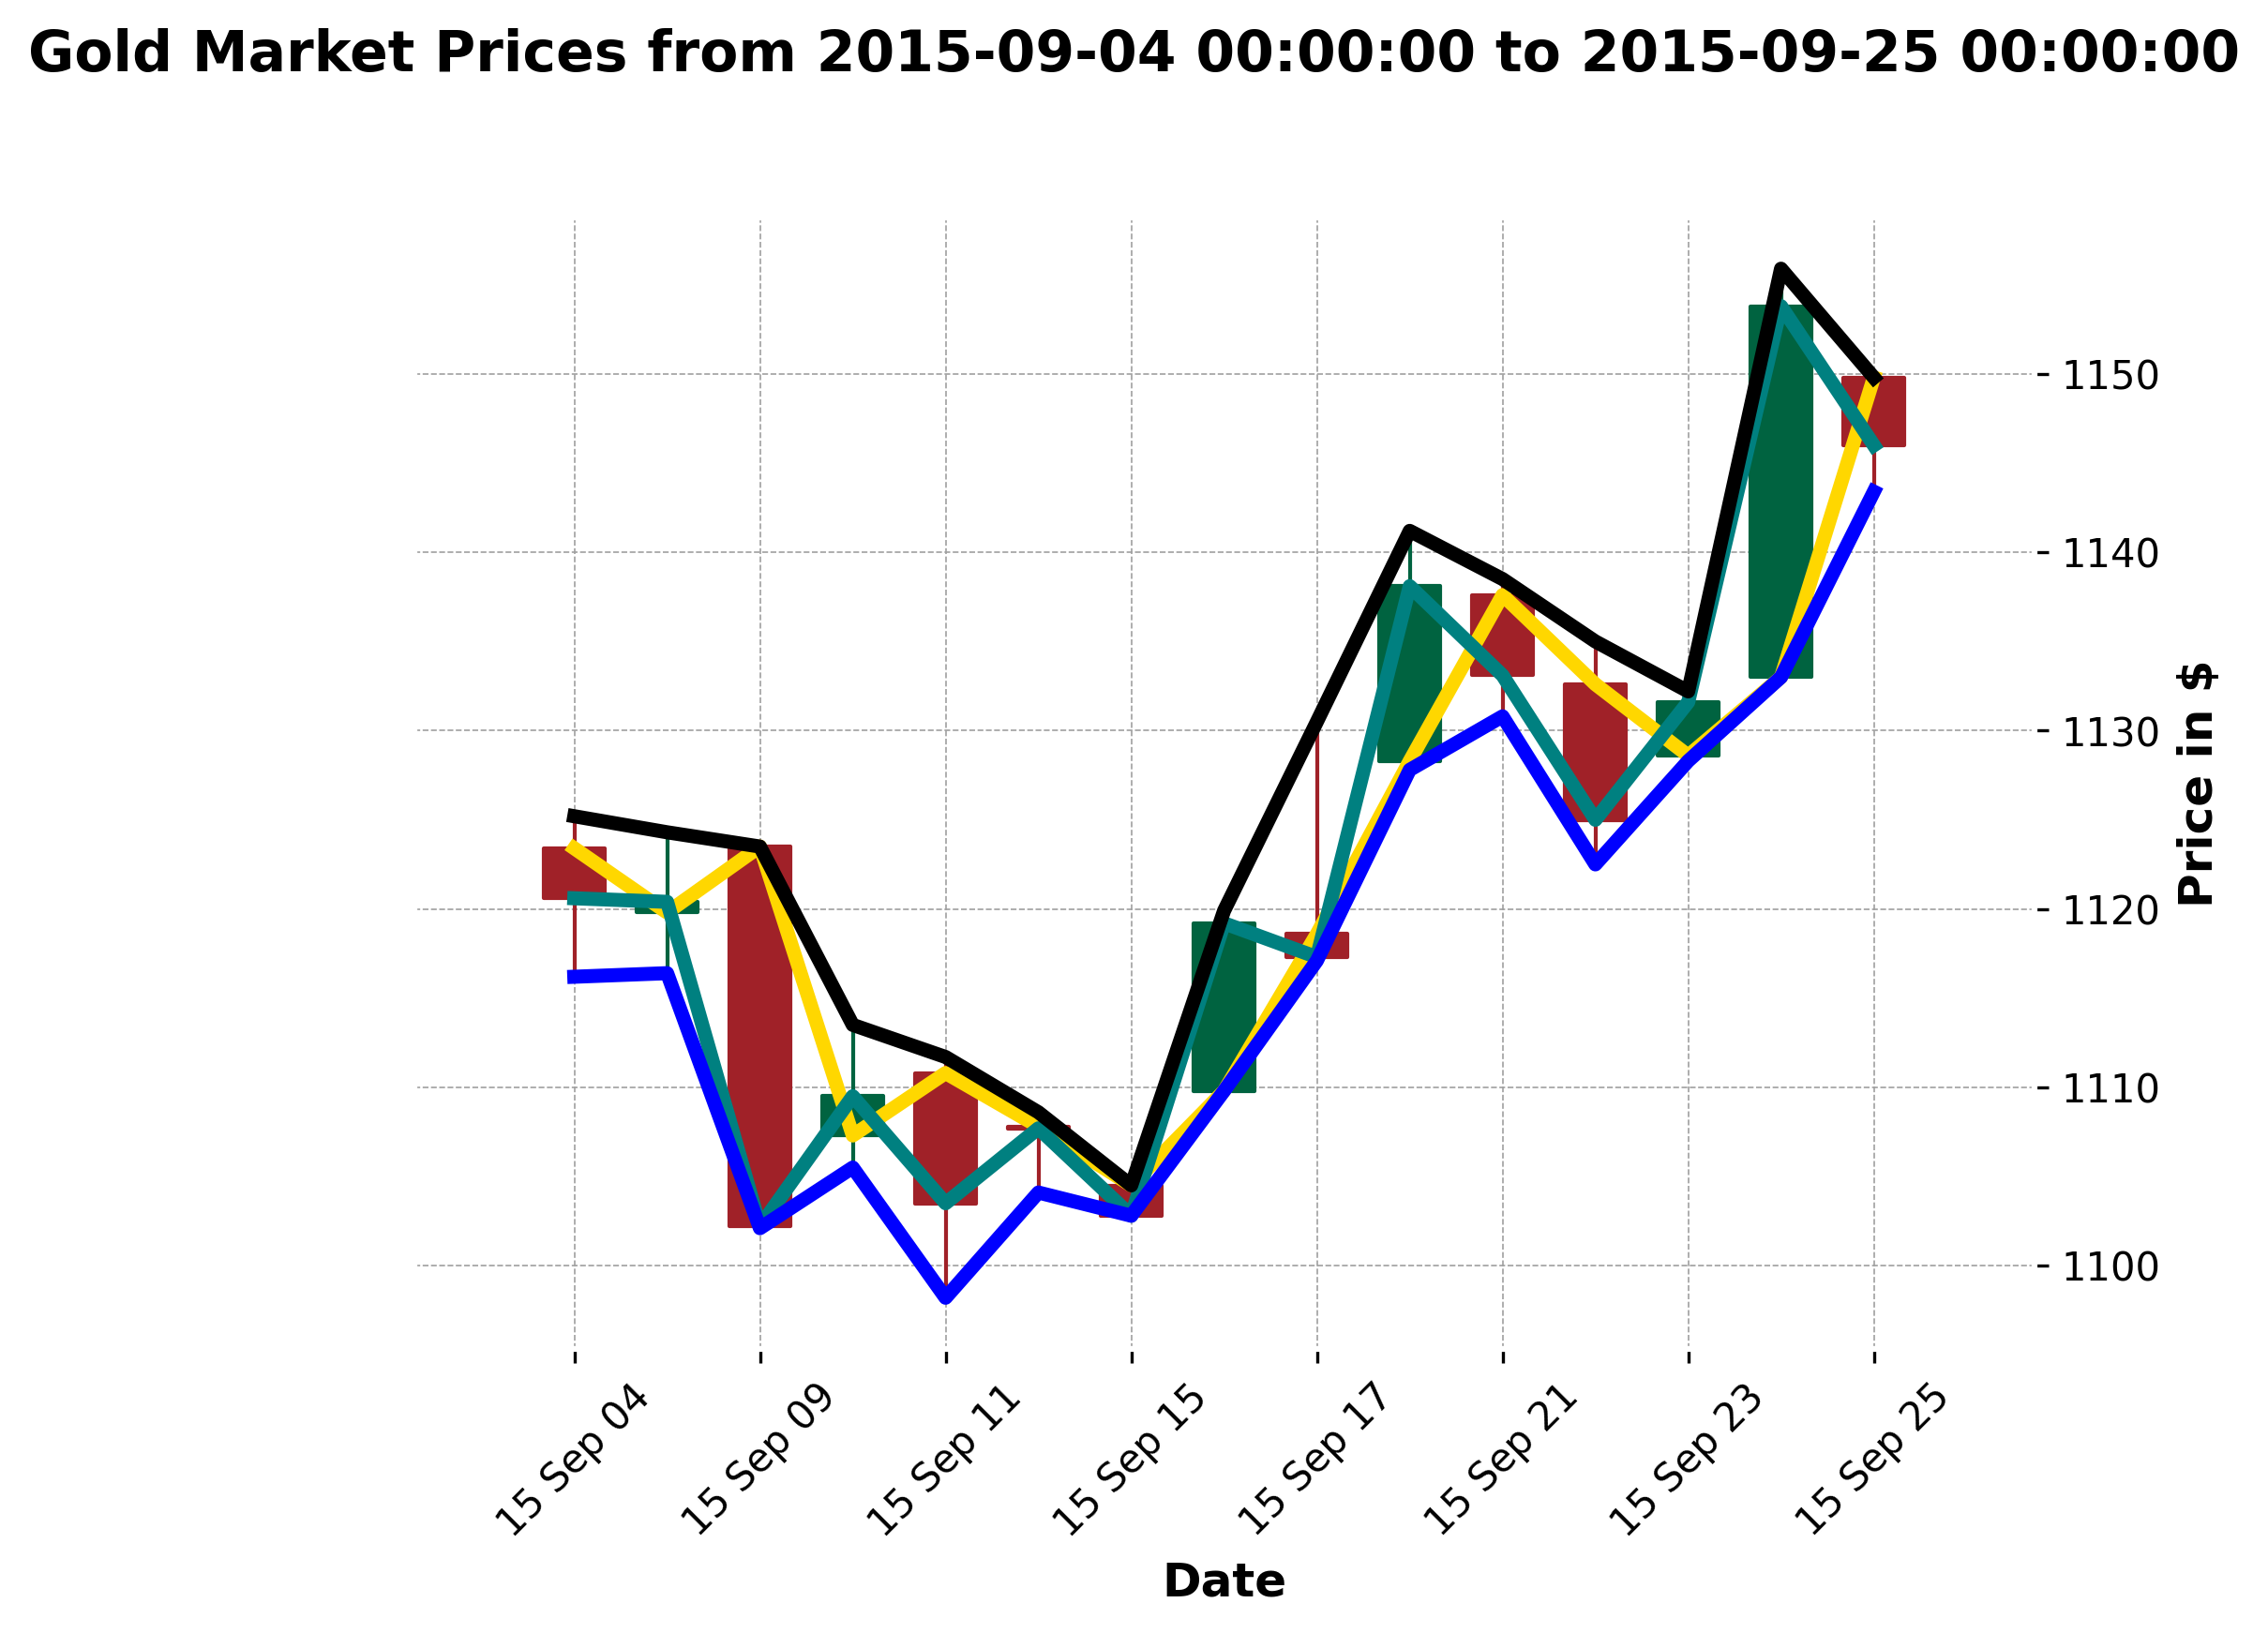 Gold Market Prices from 2015-09-04 00:00:00 to 2015-09-25 00:00:00
1150
1140
1130
1120
1110
1100
Price in $
15 Sep 04
15 Sep 09
15 Sep 11
15 Sep 15
15 Sep 17
15 Sep 21
15 Sep 23
15 Sep 25
Date